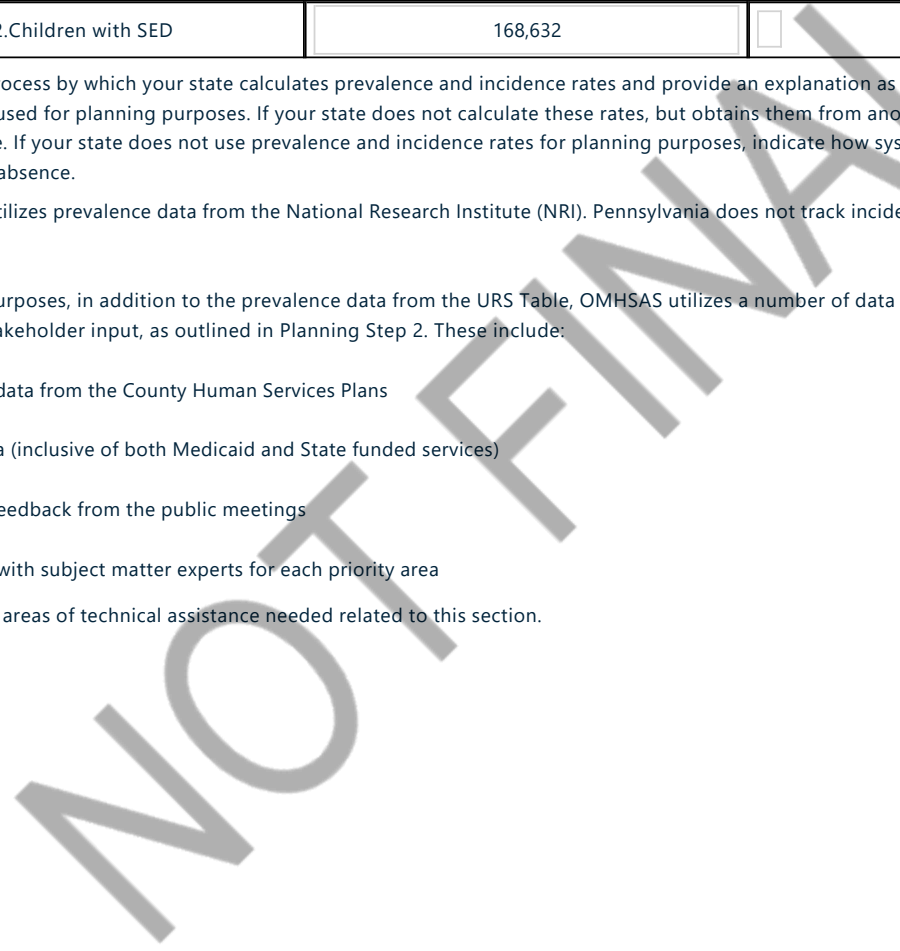 2.Children with SED 168,632
rocess by which your state calculates prevalence and incidence rates and provide an explanation as
used for planning purposes. If your state does not calculate these rates, but obtains them from ano
e. If your state does not use prevalence and incidence rates for planning purposes, indicate how sys
absence.
tilizes prevalence data from the National Research Institute (NRI). Pennsylvania does not track incide
urposes, in addition to the prevalence data from the URS Table, OMHSAS utilizes a number of data
akeholder input, as outlined in Planning Step 2. These include:
data from the County Human Services Plans
a (inclusive of both Medicaid and State funded services)
eedback from the public meetings
with subject matter experts for each priority area
areas of technical assistance needed related to this section.
NOT FINAL